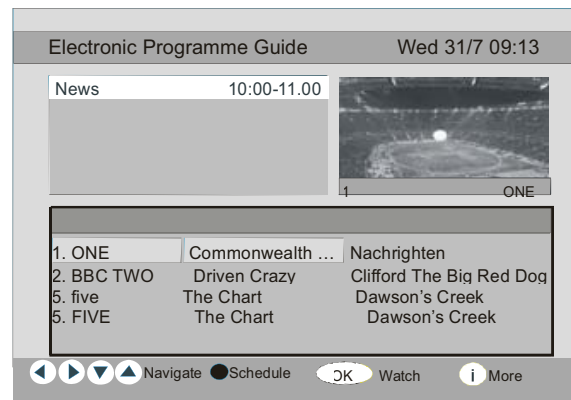 Electronic Programme Guide Wed 31/7 09:13
News 10:00-11.00
1 ONE
1. ONE Commonwealth ... Nachrighten
2. BBC TWO Driven Crazy Clifford The Big Red Dog
5. five The Chart Dawson's Creek
5. FIVE The Chart Dawson's Creek
Navigate Schedule OK Watch i More